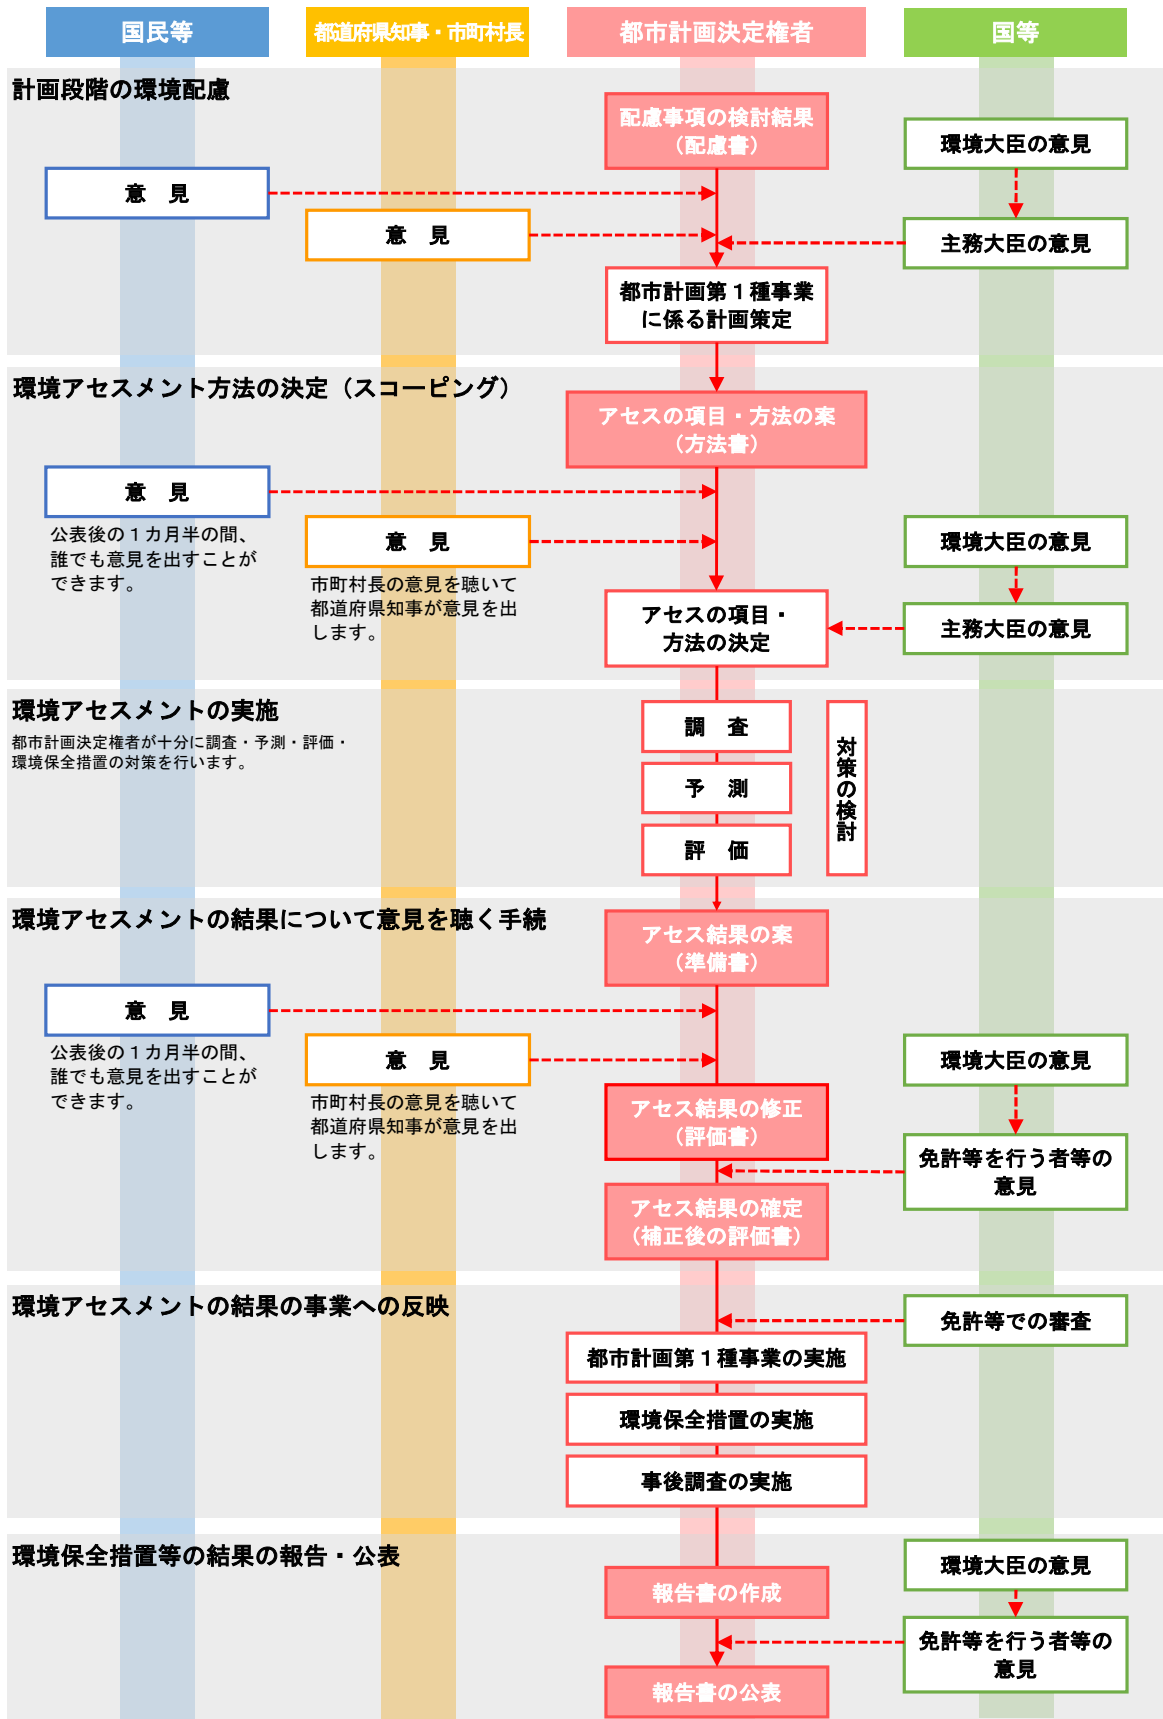 国民等
都道府県知事・市町村長
都市計画決定権者
国等
計画段階の環境配慮
配慮事項の検討結果
（配慮書）
環境大臣の意見
意　見
意　見
主務大臣の意見
都市計画第１種事業
に係る計画策定
環境アセスメント方法の決定（スコーピング）
アセスの項目・方法の案
（方法書）
意　見
公表後の１カ月半の間、
誰でも意見を出すことが
できます。
意　見
市町村長の意見を聴いて
都道府県知事が意見を出
します。
環境大臣の意見
アセスの項目・
方法の決定
主務大臣の意見
環境アセスメントの実施
都市計画決定権者が十分に調査・予測・評価・
環境保全措置の対策を行います。
調　査
予　測
評　価
対策の検討
環境アセスメントの結果について意見を聴く手続
アセス結果の案
（準備書）
意　見
公表後の１カ月半の間、
誰でも意見を出すことが
できます。
意　見
市町村長の意見を聴いて
都道府県知事が意見を出
します。
環境大臣の意見
アセス結果の修正
（評価書）
免許等を行う者等の
意見
アセス結果の確定
（補正後の評価書）
環境アセスメントの結果の事業への反映
免許等での審査
都市計画第１種事業の実施
環境保全措置の実施
事後調査の実施
環境保全措置等の結果の報告・公表
環境大臣の意見
報告書の作成
免許等を行う者等の
意見
報告書の公表